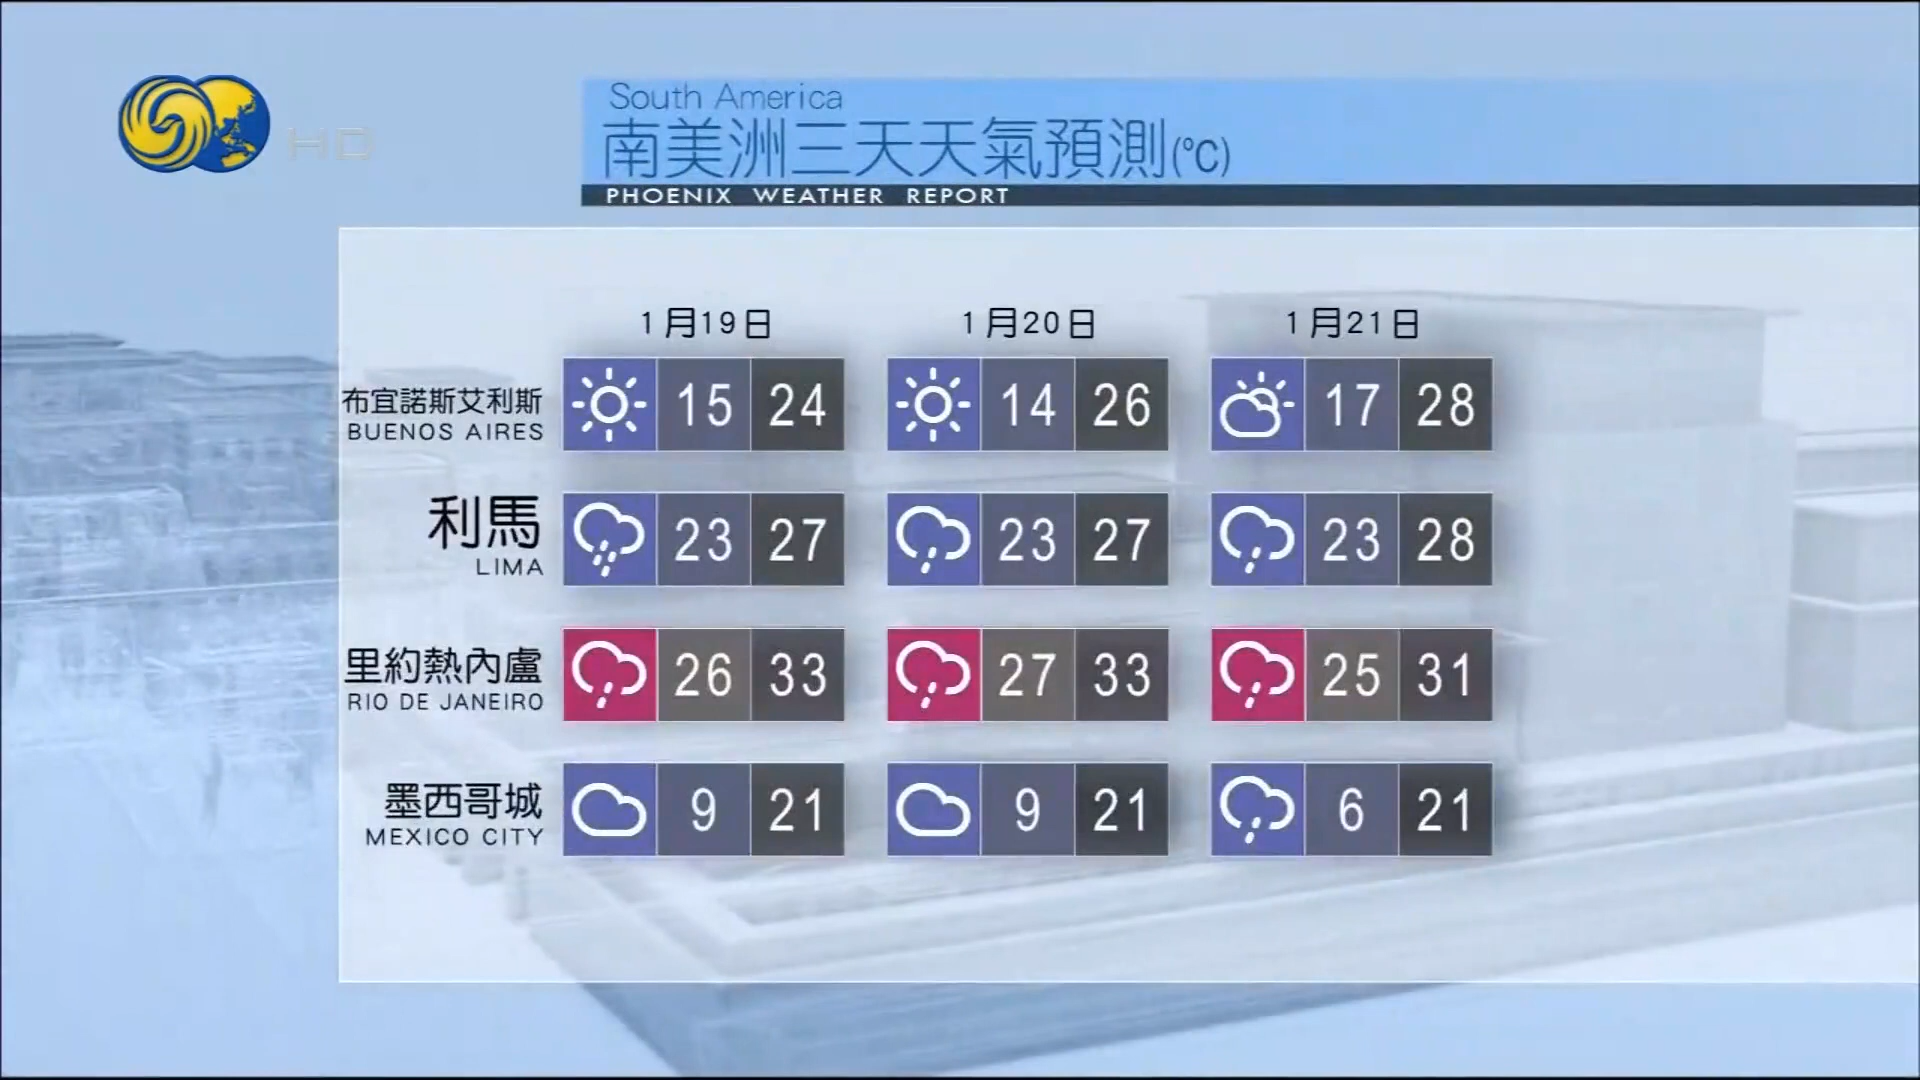 HD
South America
南美洲三天天氣預測(℃)
PHOENIX WEATHER REPORT
1月19日 1月20日 1月21日
布宜諾斯艾利斯
BUENOS AIRES
15 24 14 26 17 28
利馬
LIMA
23 27 23 27 23 28
里約熱內盧
RIO DE JANEIRO
26 33 27 33 25 31
墨西哥城
MEXICO CITY
9 21 9 21 6 21